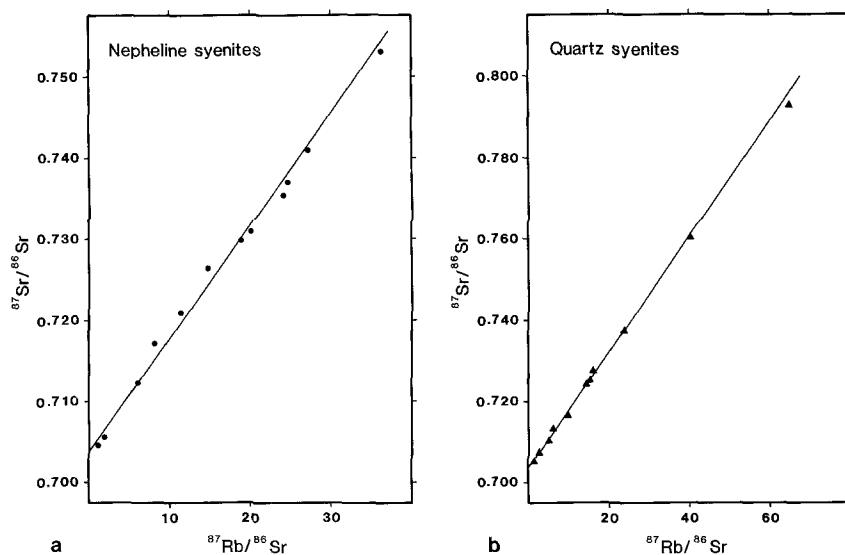 Nepheline syenites
0.750
0.740
0.730
0.720
0.710
0.700
⁸⁷Sr/⁸⁶Sr
10
20
30
a
⁸⁷Rb/⁸⁶Sr
Quartz syenites
0.800
0.780
0.760
0.740
0.720
0.700
⁸⁷Sr/⁸⁶Sr
20
40
60
b
⁸⁷Rb/⁸⁶Sr